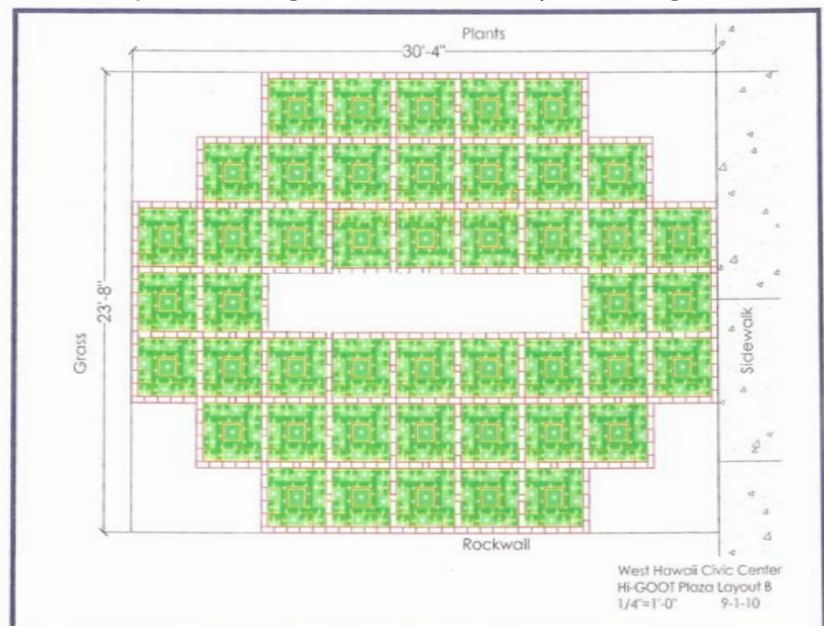 Plants
30'-4"
23'-8"
Grass
Sidewalk
Rockwall
West Hawaii Civic Center
Hi-GOOT Plaza Layout B
1/4"=1'-0" 9-1-10